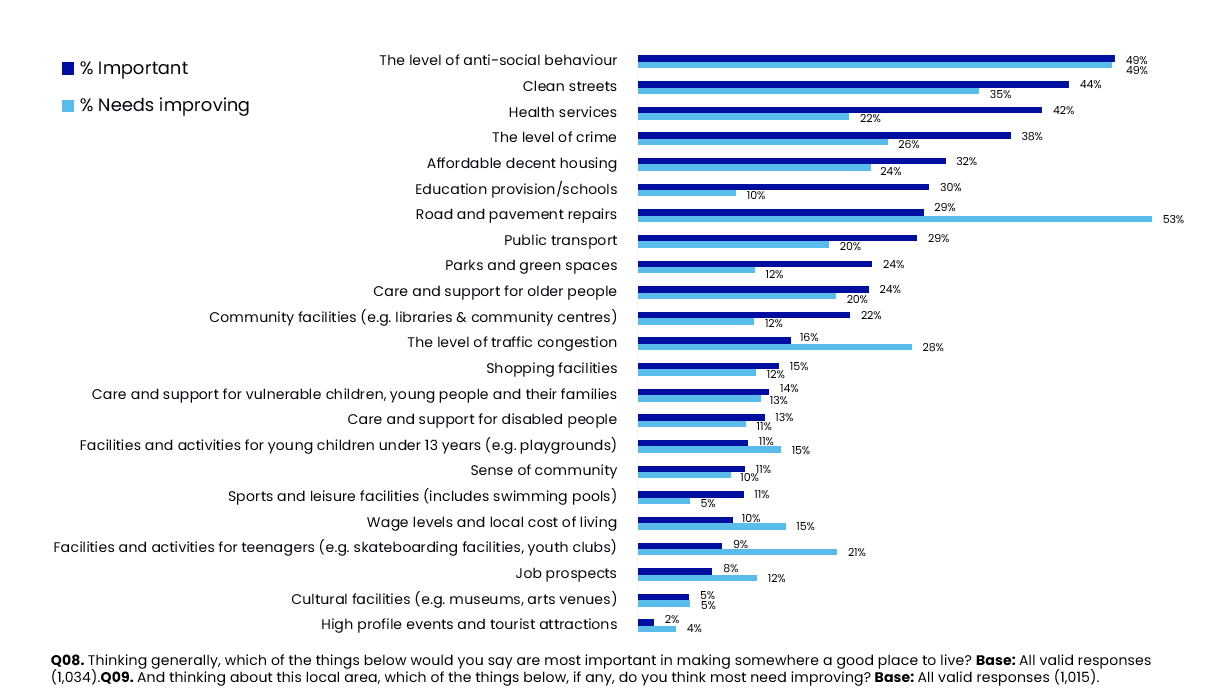 % Important
% Needs improving
The level of anti-social behaviour 49% 49%
Clean streets 44% 35%
Health services 42% 22%
The level of crime 38% 26%
Affordable decent housing 32% 24%
Education provision/schools 30% 10%
Road and pavement repairs 29% 53%
Public transport 29% 20%
Parks and green spaces 24% 12%
Care and support for older people 24% 20%
Community facilities (e.g. libraries & community centres) 22% 12%
The level of traffic congestion 16% 28%
Shopping facilities 15% 12%
Care and support for vulnerable children, young people and their families 14% 13%
Care and support for disabled people 13% 11%
Facilities and activities for young children under 13 years (e.g. playgrounds) 11% 15%
Sense of community 11% 10%
Sports and leisure facilities (includes swimming pools) 11% 5%
Wage levels and local cost of living 10% 15%
Facilities and activities for teenagers (e.g. skateboarding facilities, youth clubs) 9% 21%
Job prospects 8% 12%
Cultural facilities (e.g. museums, arts venues) 5% 5%
High profile events and tourist attractions 2% 4%
Q08. Thinking generally, which of the things below would you say are most important in making somewhere a good place to live? Base: All valid responses
(1,034).Q09. And thinking about this local area, which of the things below, if any, do you think most need improving? Base: All valid responses (1,015).